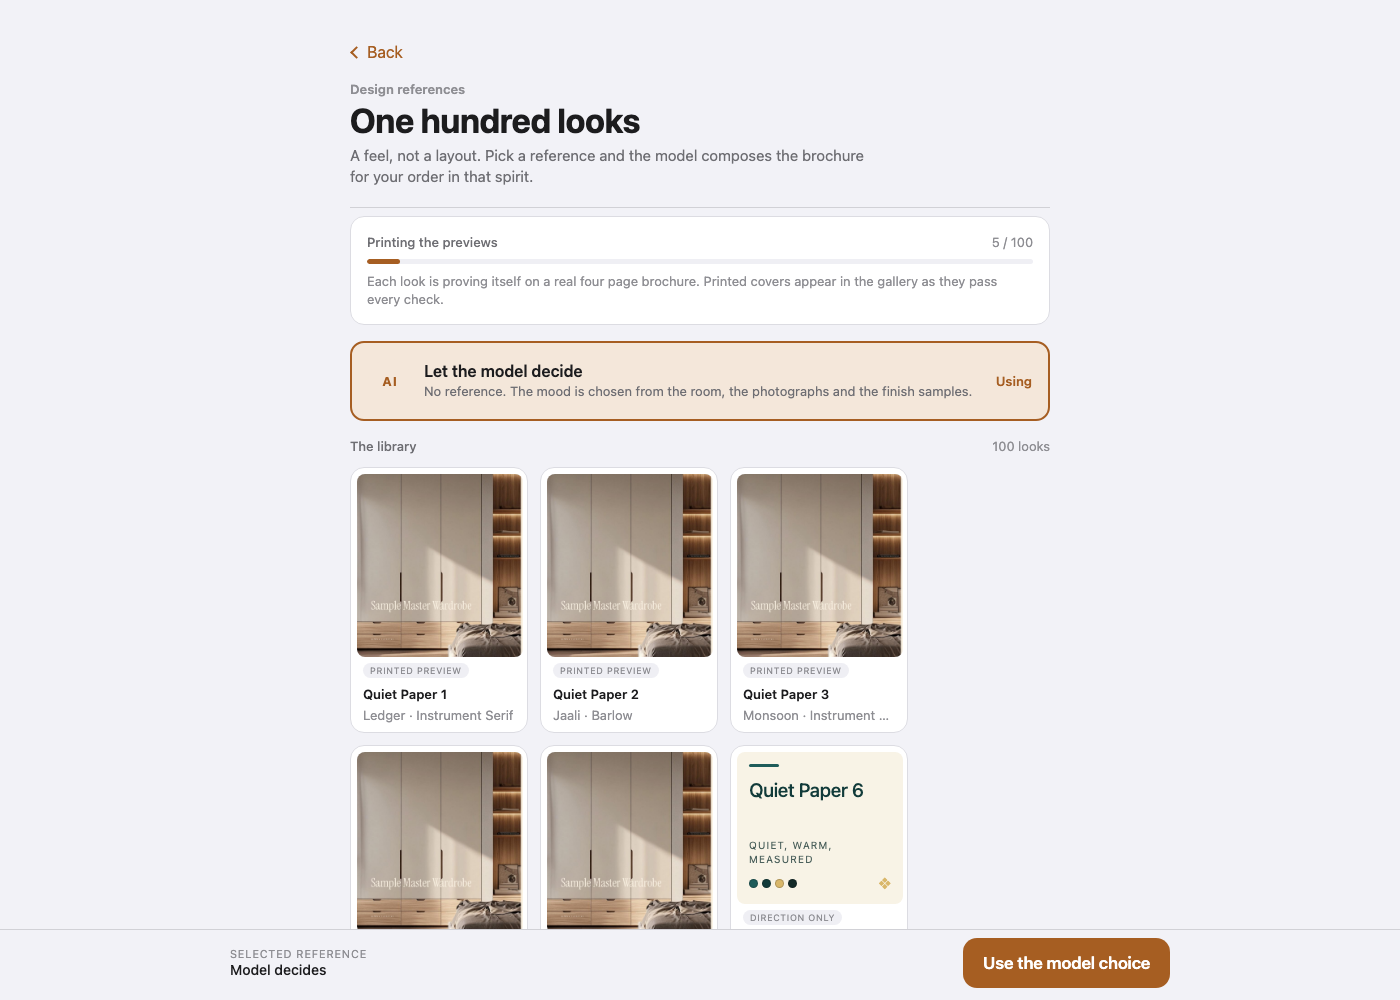 Back
Design references
One hundred looks
A feel, not a layout. Pick a reference and the model composes the brochure
for your order in that spirit.
Printing the previews
5 / 100
Each look is proving itself on a real four page brochure. Printed covers appear in the gallery as they pass
every check.
AI
Let the model decide
No reference. The mood is chosen from the room, the photographs and the finish samples.
Using
The library
100 looks
Sample Master Wardrobe
PRINTED PREVIEW
Quiet Paper 1
Ledger · Instrument Serif
Sample Master Wardrobe
PRINTED PREVIEW
Quiet Paper 2
Jaali · Barlow
Sample Master Wardrobe
PRINTED PREVIEW
Quiet Paper 3
Monsoon · Instrument ...
Sample Master Wardrobe
Sample Master Wardrobe
Quiet Paper 6
QUIET, WARM,
MEASURED
DIRECTION ONLY
SELECTED REFERENCE
Model decides
Use the model choice